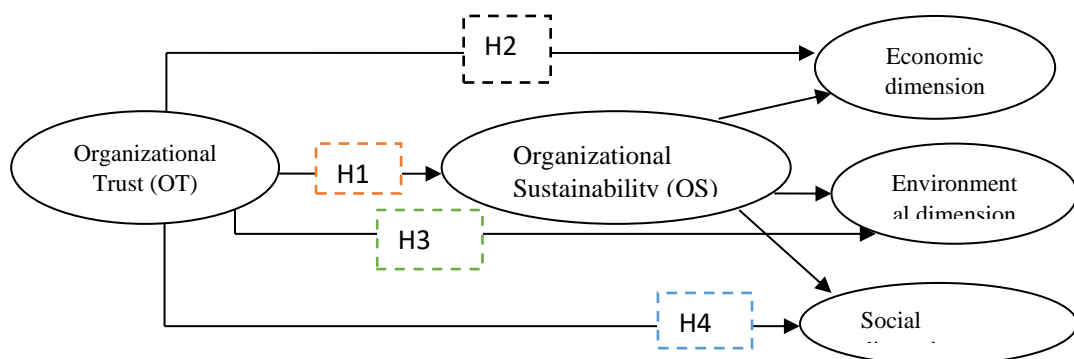 H2
Economic
dimension
Organizational
Trust (OT)
H1
Organizational
Sustainability (OS)
Environment
al dimension
H3
H4
Social